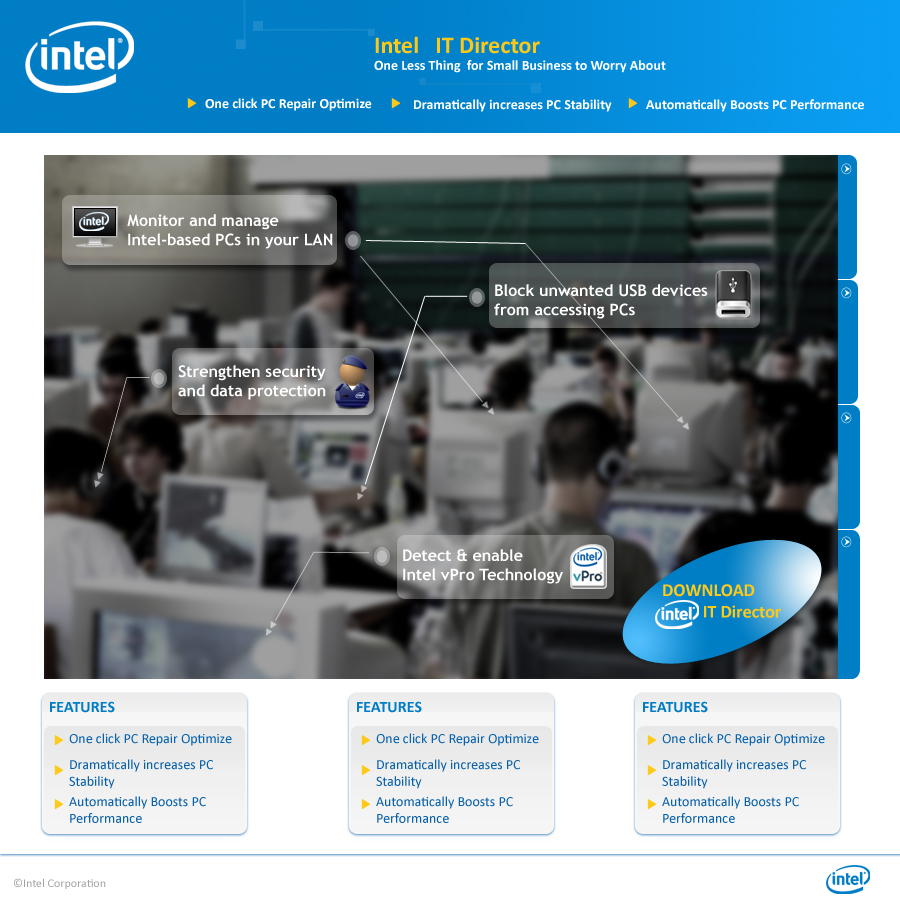 intel
Intel IT Director
One Less Thing for Small Business to Worry About
One click PC Repair Optimize
Dramatically increases PC Stability
Automatically Boosts PC Performance
intel
Monitor and manage
Intel-based PCs in your LAN
Block unwanted USB devices
from accessing PCs
Strengthen security
and data protection
intel
Detect & enable
Intel vPro Technology
intel
vPro
DOWNLOAD
intel IT Director
FEATURES
One click PC Repair Optimize
Dramatically increases PC
Stability
Automatically Boosts PC
Performance
FEATURES
One click PC Repair Optimize
Dramatically increases PC
Stability
Automatically Boosts PC
Performance
FEATURES
One click PC Repair Optimize
Dramatically increases PC
Stability
Automatically Boosts PC
Performance
©Intel Corporation
intel